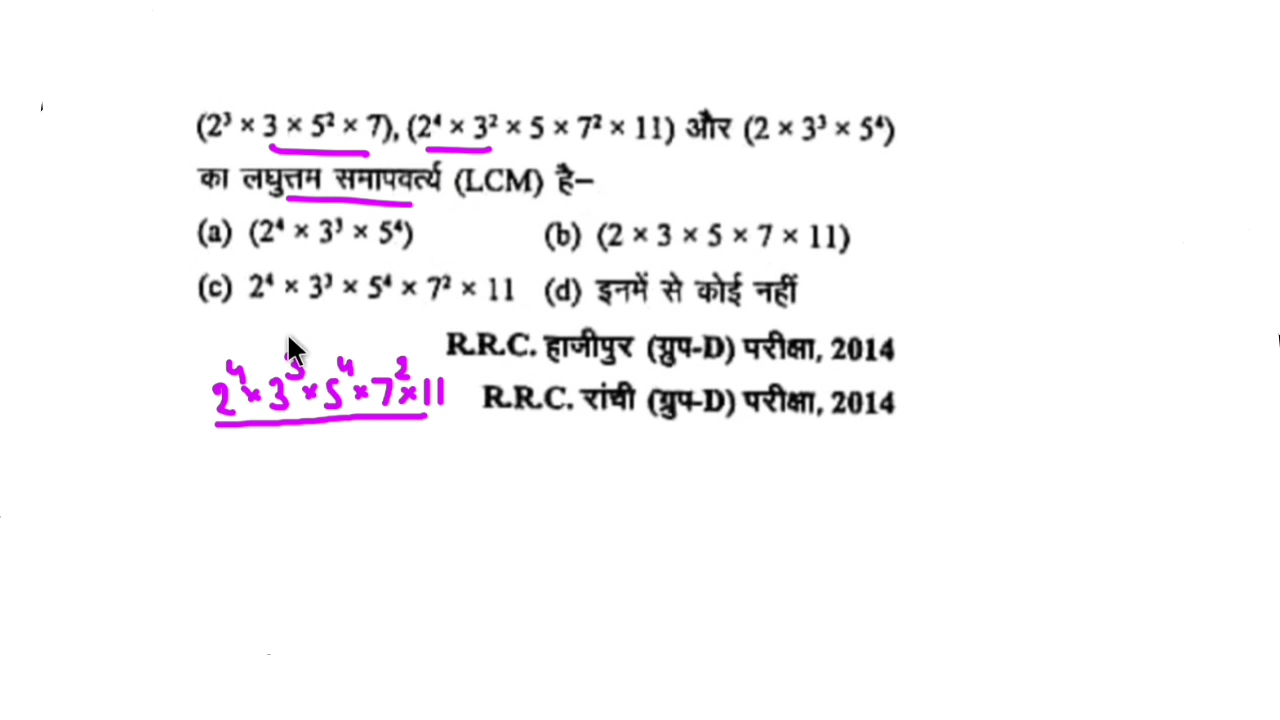 (2³ × 3 × 5² × 7), (2⁴ × 3² × 5 × 7² × 11) और (2 × 3³ × 5⁴)
का लघुत्तम समापवर्त्य (LCM) है–
(a) (2⁴ × 3³ × 5⁴) (b) (2 × 3 × 5 × 7 × 11)
(c) 2⁴ × 3³ × 5⁴ × 7² × 11 (d) इनमें से कोई नहीं
R.R.C. हाजीपुर (ग्रुप-D) परीक्षा, 2014
2⁴ × 3³ × 5⁴ × 7² × 11 R.R.C. रांची (ग्रुप-D) परीक्षा, 2014